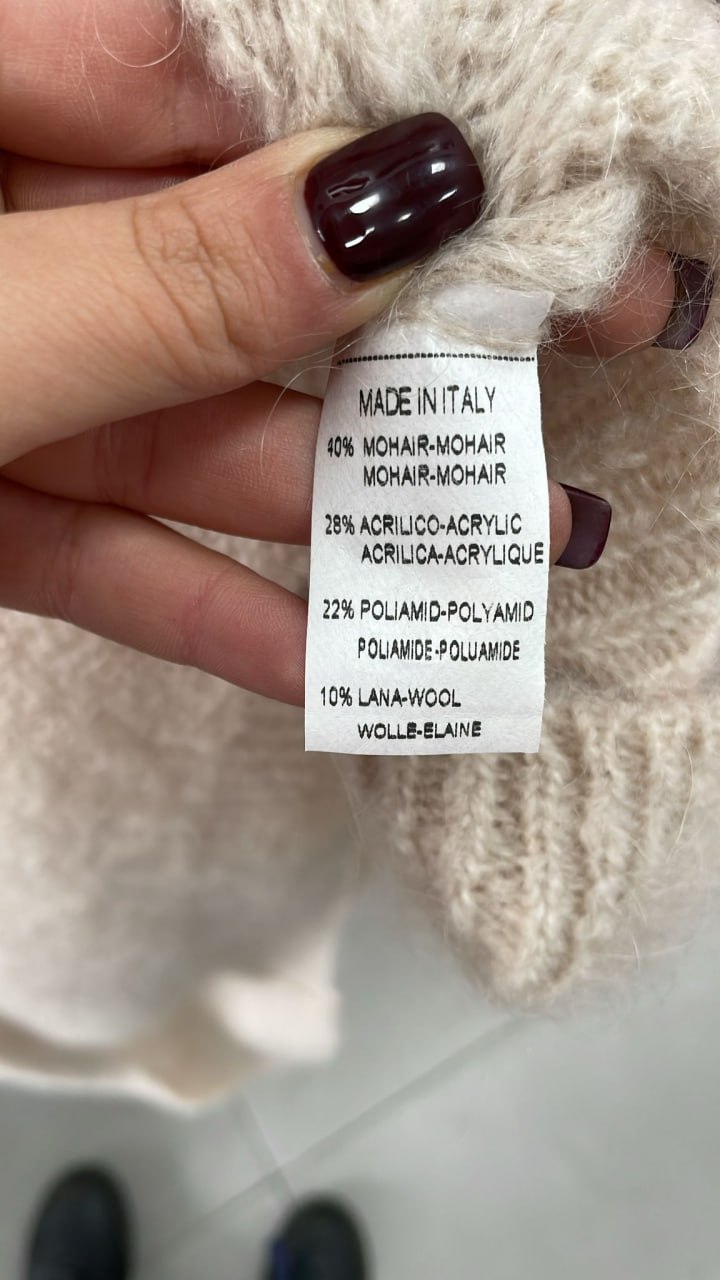 MADE IN ITALY
40% MOHAIR-MOHAIR
MOHAIR-MOHAIR
28% ACRILICO-ACRYLIC
ACRILICA-ACRYLIQUE
22% POLIAMID-POLYAMID
POLIAMIDE-POLUAMIDE
10% LANA-WOOL
WOLLE-ELAINE